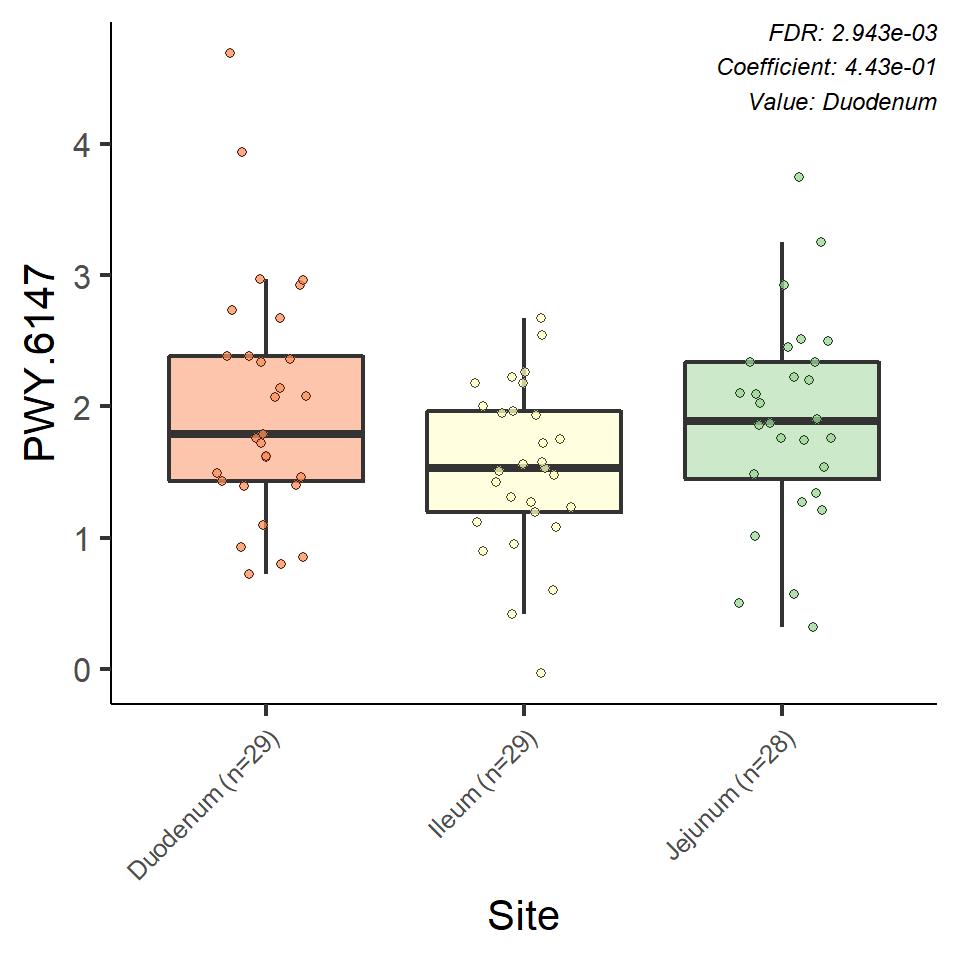 FDR: 2.943e-03
Coefficient: 4.43e-01
Value: Duodenum
PWY.6147
4
3
2
1
0
Duodenum (n=29)
Ileum (n=29)
Jejunum (n=28)
Site